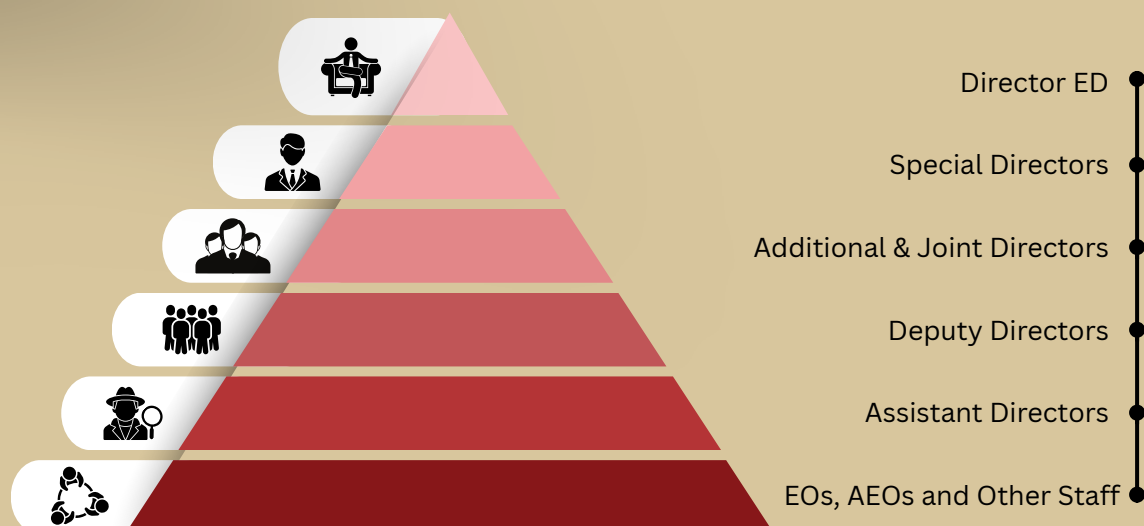 Director ED
Special Directors
Additional & Joint Directors
Deputy Directors
Assistant Directors
EOs, AEOs and Other Staff